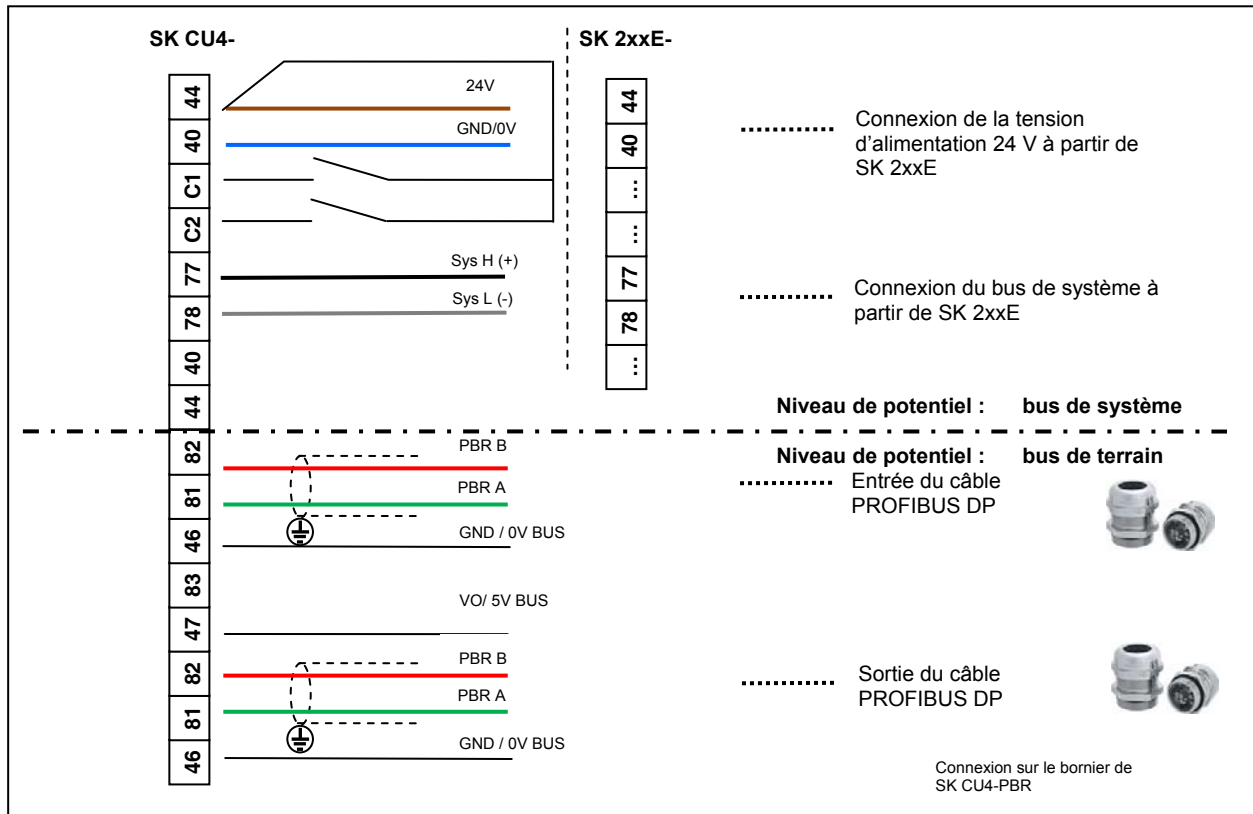 SK CU4-
SK 2xxE-
44
40
C1
C2
77
78
40
44
82
81
46
83
47
82
81
46
24V
GND/0V
Sys H (+)
Sys L (-)
44
40
...
...
77
78
...
Connexion de la tension
d’alimentation 24 V à partir de
SK 2xxE
Connexion du bus de système à
partir de SK 2xxE
Niveau de potentiel : bus de système
Niveau de potentiel : bus de terrain
PBR B
PBR A
GND / 0V BUS
Entrée du câble
PROFIBUS DP
VO/ 5V BUS
PBR B
PBR A
GND / 0V BUS
Sortie du câble
PROFIBUS DP
Connexion sur le bornier de
SK CU4-PBR